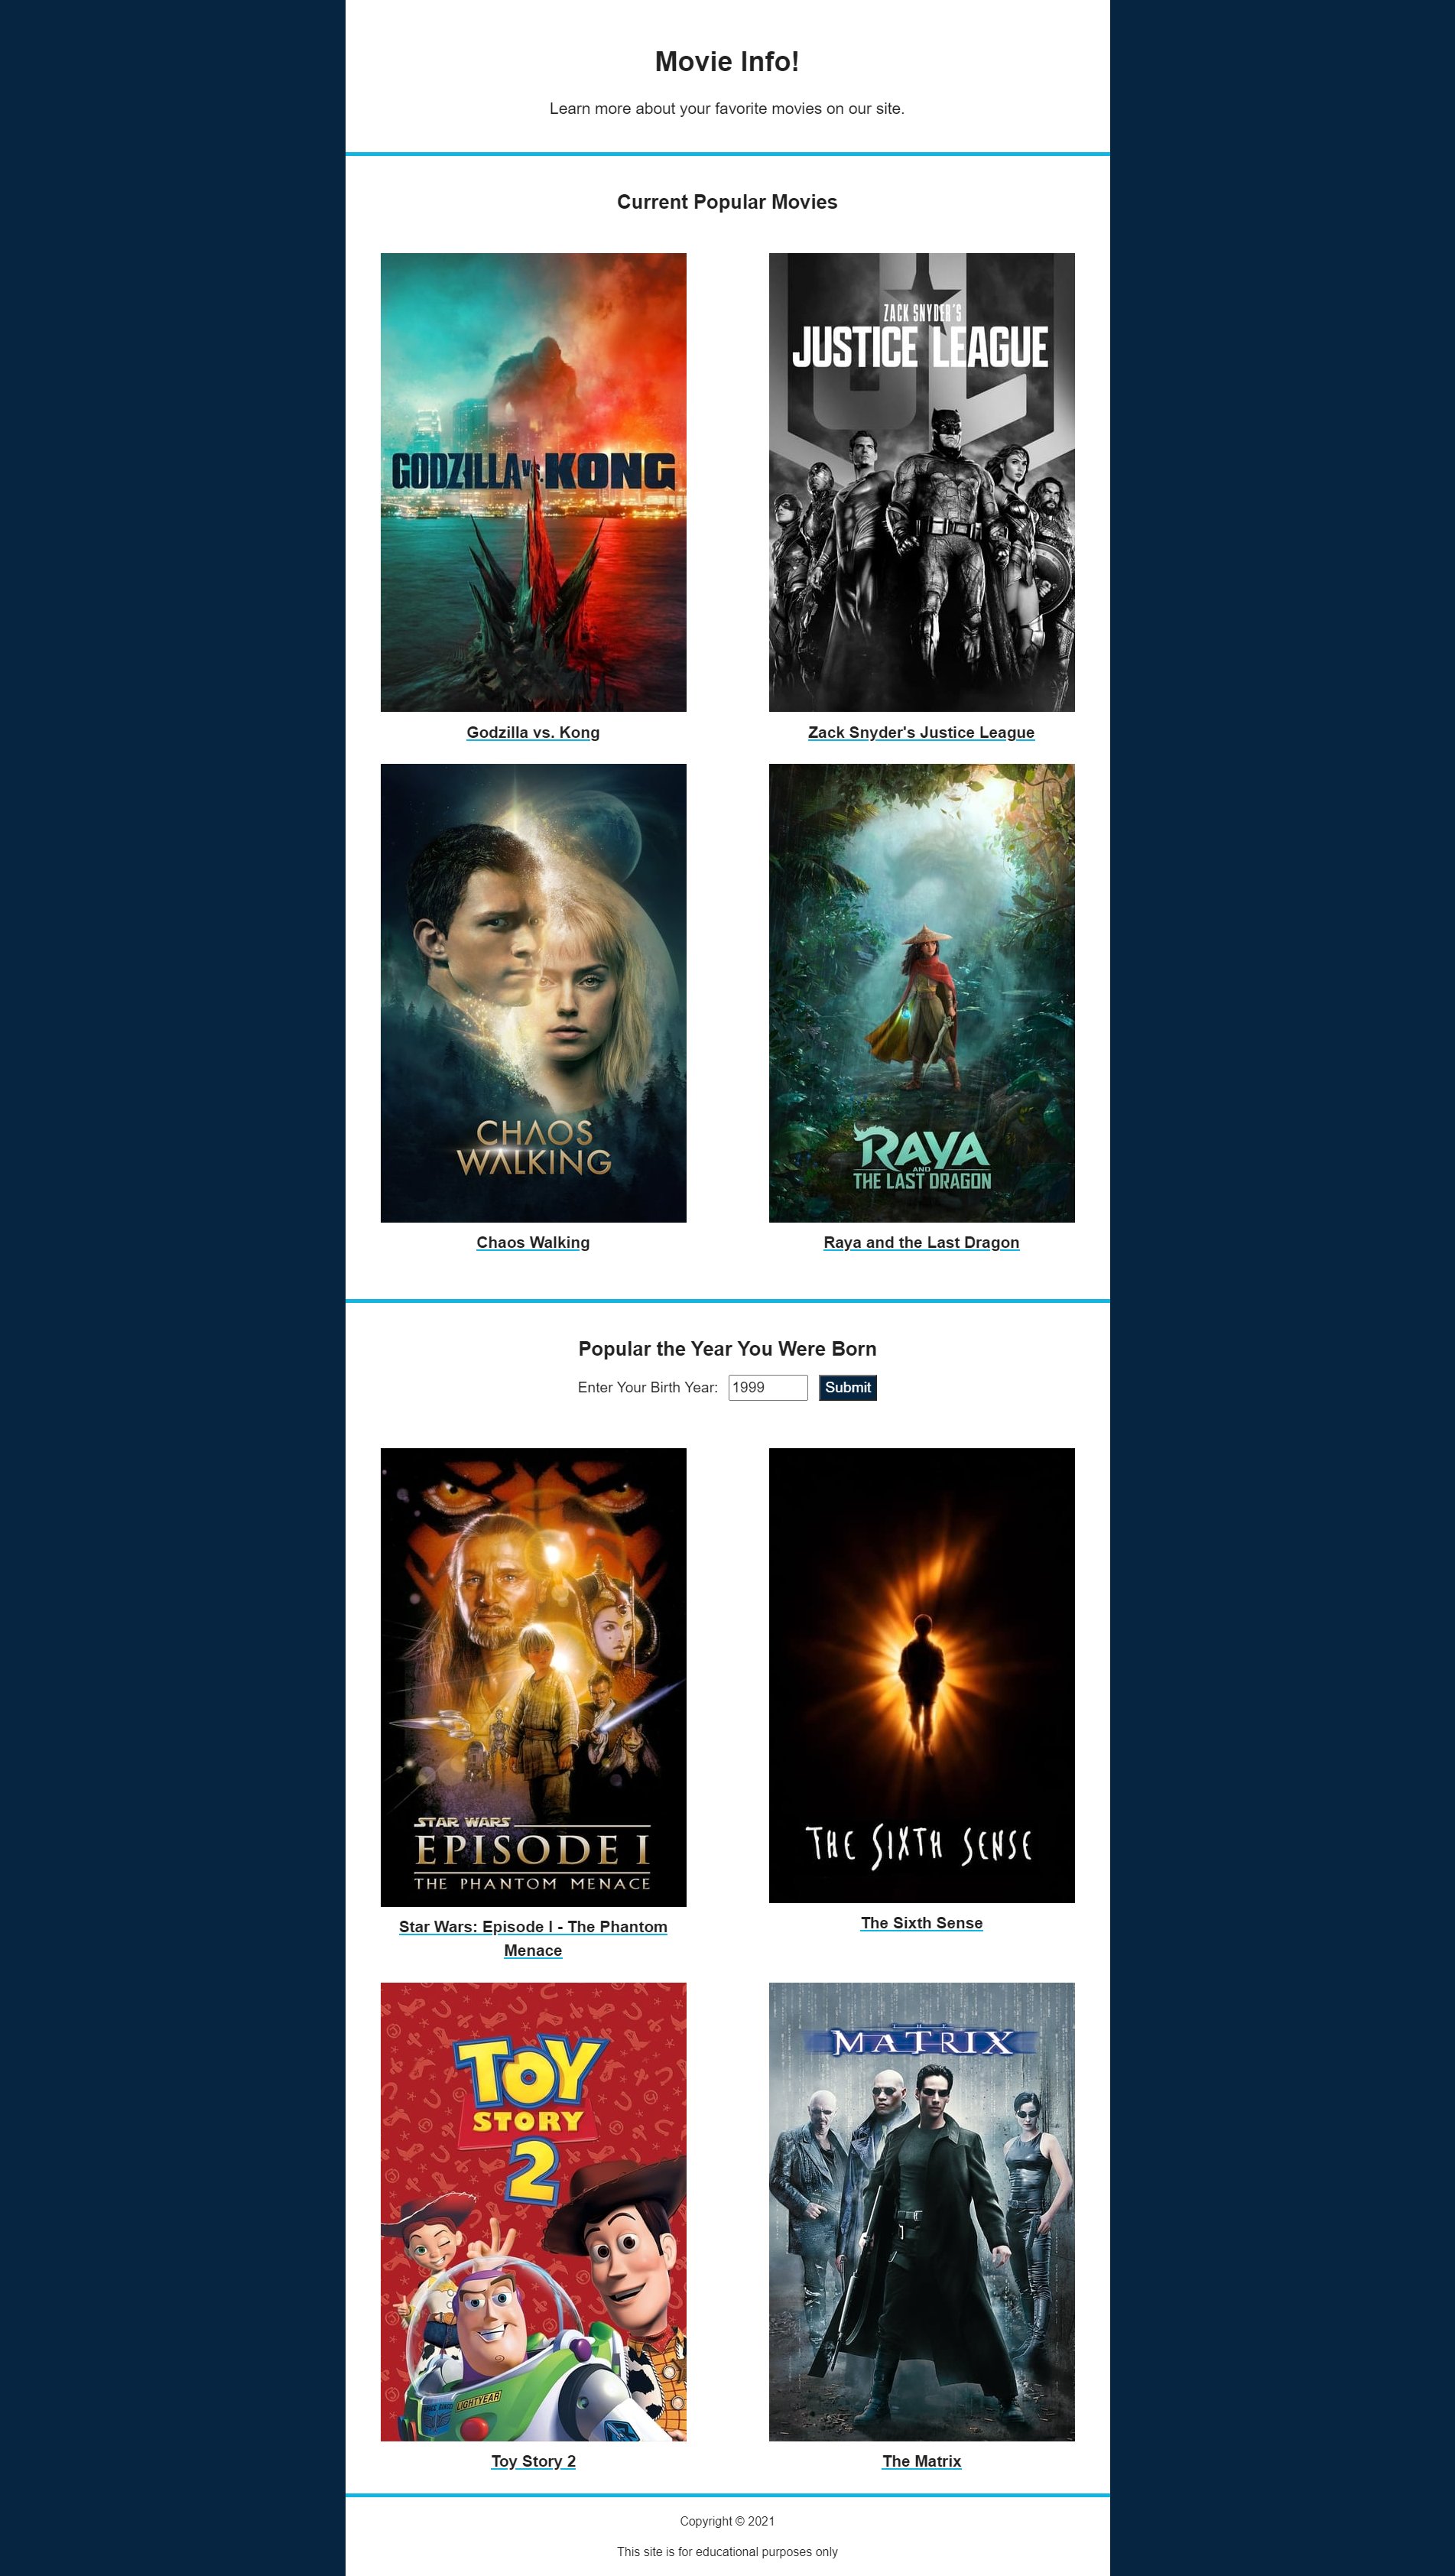 Movie Info!
Learn more about your favorite movies on our site.
Current Popular Movies
GODZILLA vs. KONG
ZACK SNYDER'S
JUSTICE LEAGUE
Godzilla vs. Kong
Zack Snyder's Justice League
CHAOS
WALKING
RAYA
AND
THE LAST DRAGON
Chaos Walking
Raya and the Last Dragon
Popular the Year You Were Born
Enter Your Birth Year: 1999 Submit
STAR WARS
EPISODE I
THE PHANTOM MENACE
THE SIXTH SENSE
Star Wars: Episode I - The Phantom
Menace
The Sixth Sense
TOY
STORY
2
LIGHTYEAR
THE
MATRIX
Toy Story 2
The Matrix
Copyright © 2021
This site is for educational purposes only